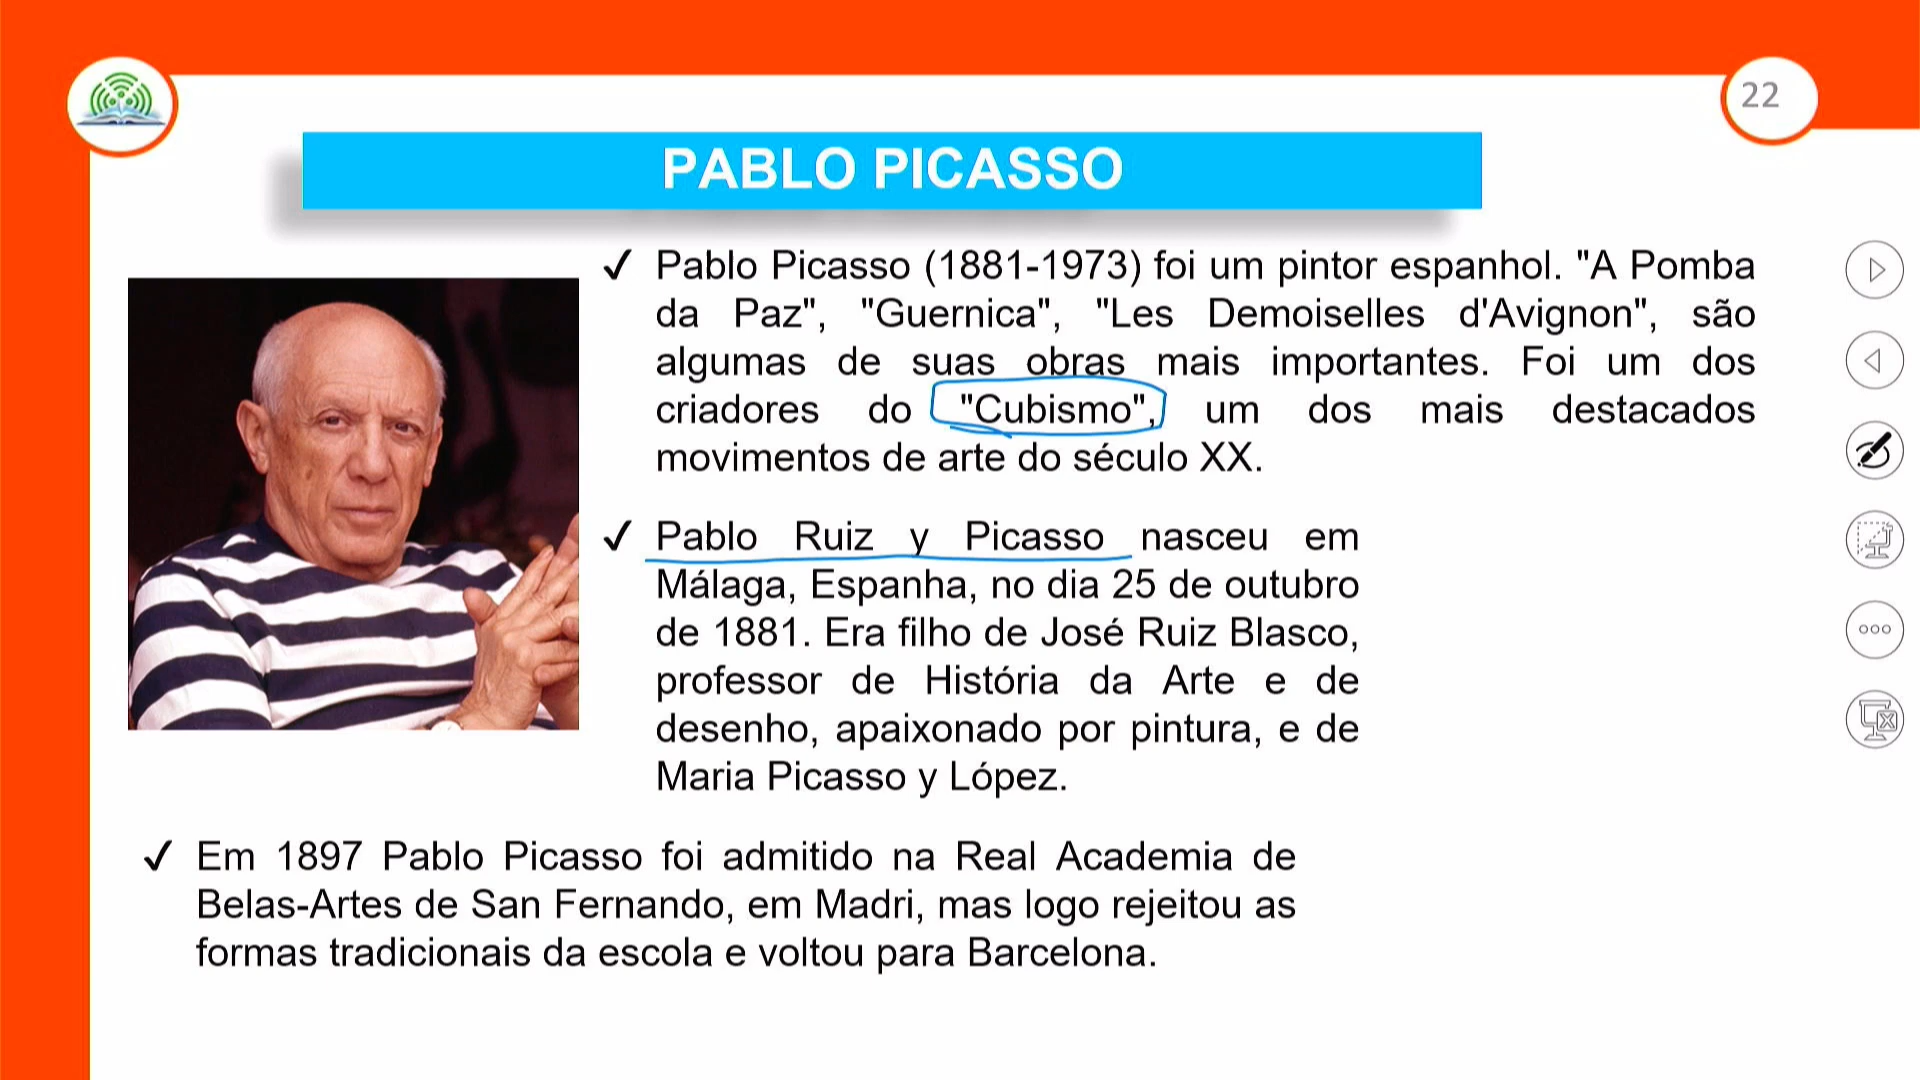 22
PABLO PICASSO
✓ Pablo Picasso (1881-1973) foi um pintor espanhol. "A Pomba
da Paz", "Guernica", "Les Demoiselles d'Avignon", são
algumas de suas obras mais importantes. Foi um dos
criadores do "Cubismo", um dos mais destacados
movimentos de arte do século XX.
✓ Pablo Ruiz y Picasso nasceu em
Málaga, Espanha, no dia 25 de outubro
de 1881. Era filho de José Ruiz Blasco,
professor de História da Arte e de
desenho, apaixonado por pintura, e de
Maria Picasso y López.
✓ Em 1897 Pablo Picasso foi admitido na Real Academia de
Belas-Artes de San Fernando, em Madri, mas logo rejeitou as
formas tradicionais da escola e voltou para Barcelona.